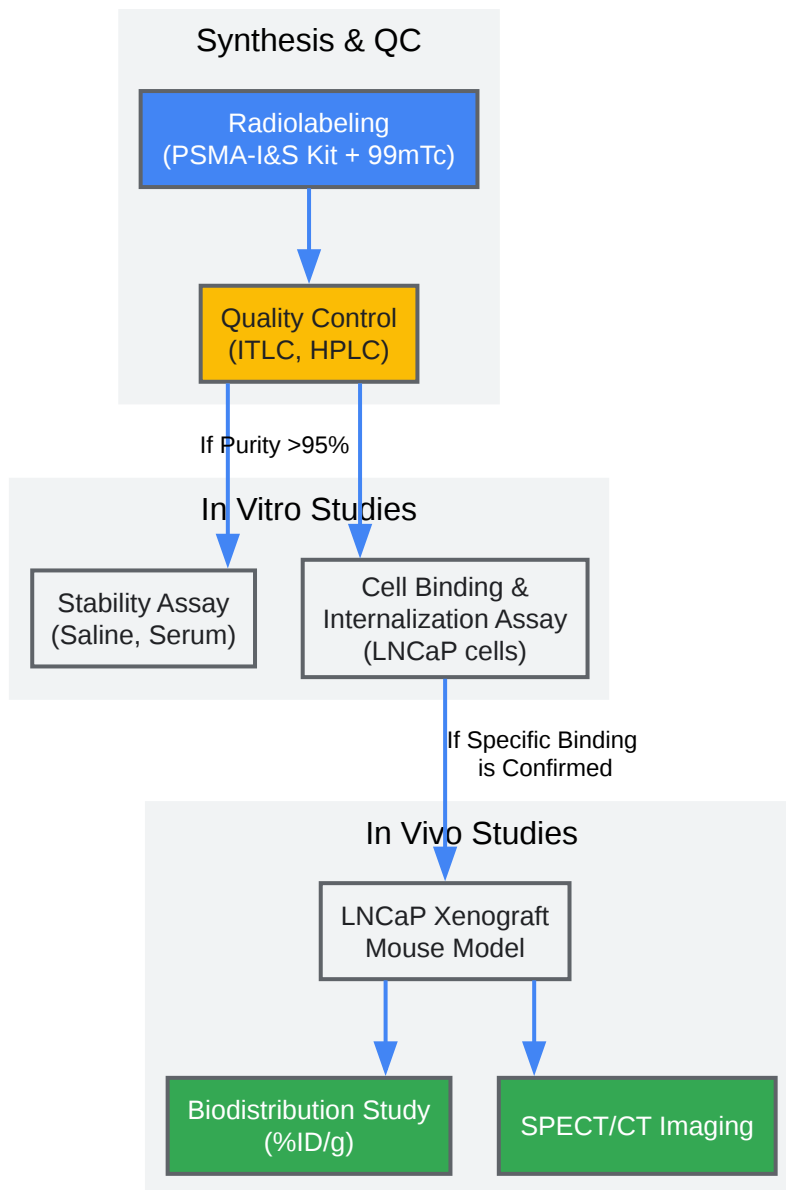 Synthesis & QC
Radiolabeling
(PSMA-I&S Kit + 99mTc)
Quality Control
(ITLC, HPLC)
If Purity >95%
In Vitro Studies
Stability Assay
(Saline, Serum)
Cell Binding &
Internalization Assay
(LNCaP cells)
If Specific Binding
is Confirmed
In Vivo Studies
LNCaP Xenograft
Mouse Model
Biodistribution Study
(%ID/g)
SPECT/CT Imaging